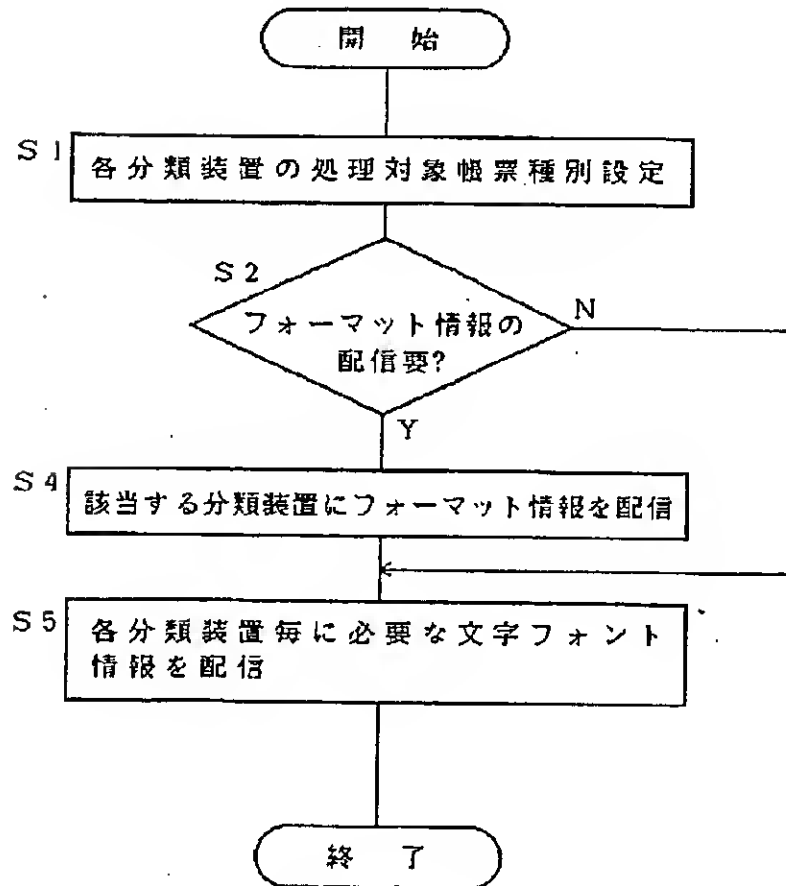 開 始
S1
各分類装置の処理対象帳票種別設定
S2
フォーマット情報の
配信要?
N
Y
S4
該当する分類装置にフォーマット情報を配信
S5
各分類装置毎に必要な文字フォント
情報を配信
終 了